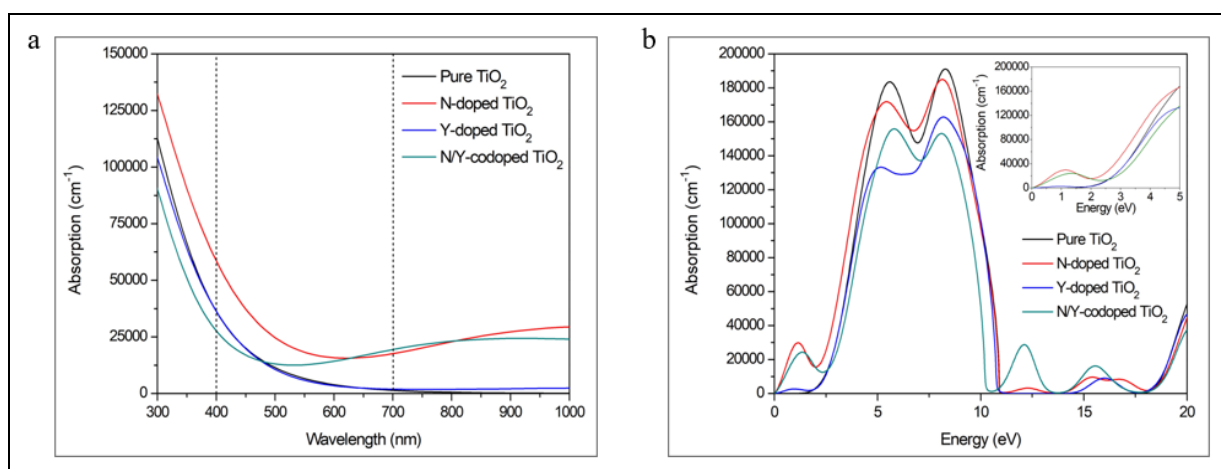 a
150000
125000
100000
75000
50000
25000
0
Absorption (cm⁻¹)
300 400 500 600 700 800 900 1000
Wavelength (nm)
Pure TiO₂
N-doped TiO₂
Y-doped TiO₂
N/Y-codoped TiO₂
b
200000
180000
160000
140000
120000
100000
80000
60000
40000
20000
0
Absorption (cm⁻¹)
0 5 10 15 20
Energy (eV)
200000
160000
120000
80000
40000
0
Absorption (cm⁻¹)
0 1 2 3 4 5
Energy (eV)
Pure TiO₂
N-doped TiO₂
Y-doped TiO₂
N/Y-codoped TiO₂